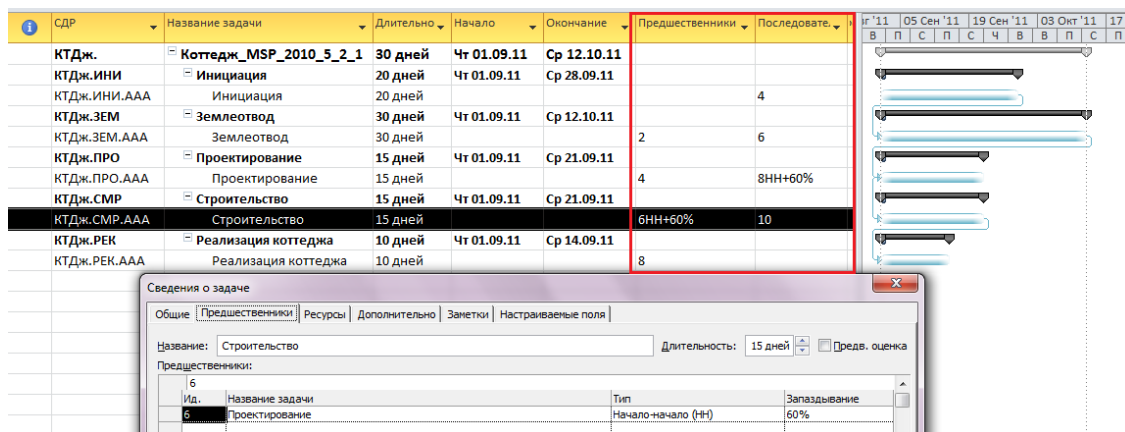 СДР Название задачи Длительно Начало Окончание Предшественники Последовате. г '11 05 Сен '11 19 Сен '11 03 Окт '11 17
В П С П С Ч В В П С П
КТДж. Коттедж_MSP_2010_5_2_1 30 дней Чт 01.09.11 Ср 12.10.11
КТДж.ИНИ Инициация 20 дней Чт 01.09.11 Ср 28.09.11
КТДж.ИНИ.ААА Инициация 20 дней 4
КТДж.ЗЕМ Землеотвод 30 дней Чт 01.09.11 Ср 12.10.11
КТДж.ЗЕМ.ААА Землеотвод 30 дней 2 6
КТДж.ПРО Проектирование 15 дней Чт 01.09.11 Ср 21.09.11
КТДж.ПРО.ААА Проектирование 15 дней 4 8НН+60%
КТДж.СМР Строительство 15 дней Чт 01.09.11 Ср 21.09.11
КТДж.СМР.ААА Строительство 15 дней 6НН+60% 10
КТДж.РЕК Реализация коттеджа 10 дней Чт 01.09.11 Ср 14.09.11
КТДж.РЕК.ААА Реализация коттеджа 10 дней 8
Сведения о задаче
Общие Предшественники Ресурсы Дополнительно Заметки Настраиваемые поля
Название: Строительство Длительность: 15 дней Предв. оценка
Предшественники:
6
Ид. Название задачи Тип Запаздывание
6 Проектирование Начало-начало (НН) 60%